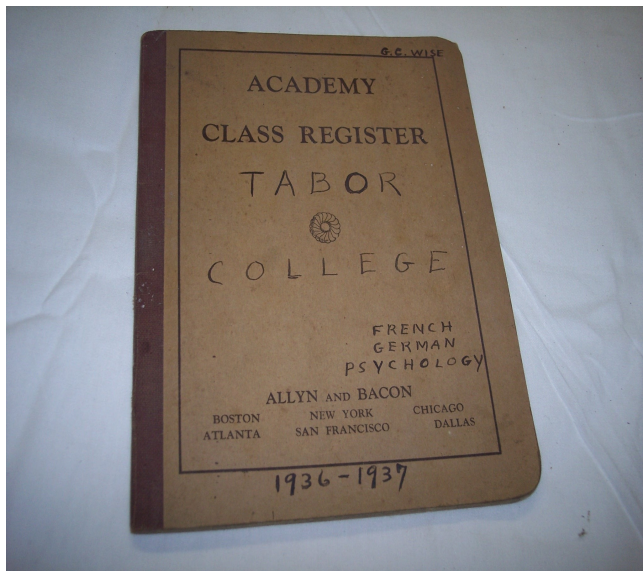 G.C. WISE
ACADEMY
CLASS REGISTER
TABOR
COLLEGE
FRENCH
GERMAN
PSYCHOLOGY
ALLYN AND BACON
BOSTON NEW YORK CHICAGO
ATLANTA SAN FRANCISCO DALLAS
1936-1937